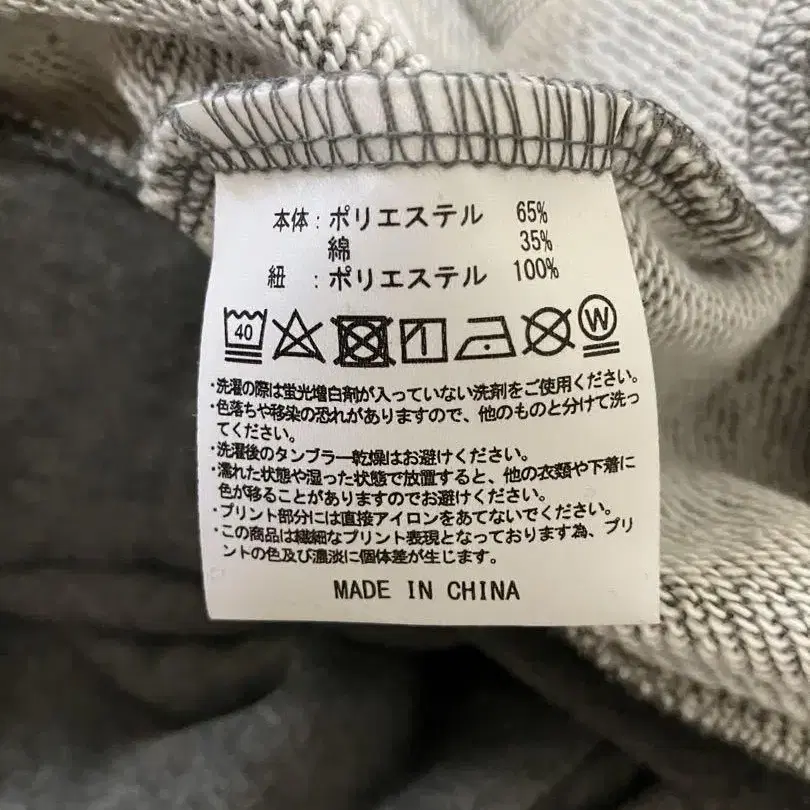 本体：ポリエステル 65%
綿 35%
紐 ：ポリエステル 100%
40 W
・洗濯の際は蛍光増白剤が入っていない洗剤をご使用ください。
・色落ちや移染の恐れがありますので、他のものと分けて洗っ
てください。
・洗濯後のタンブラー乾燥はお避けください。
・濡れた状態や湿った状態で放置すると、他の衣類や下着に
色が移ることがありますのでお避けください。
・プリント部分には直接アイロンをあてないでください。
・この商品は繊細なプリント表現となっております為、プリ
ントの色及び濃淡に個体差が生じます。
MADE IN CHINA